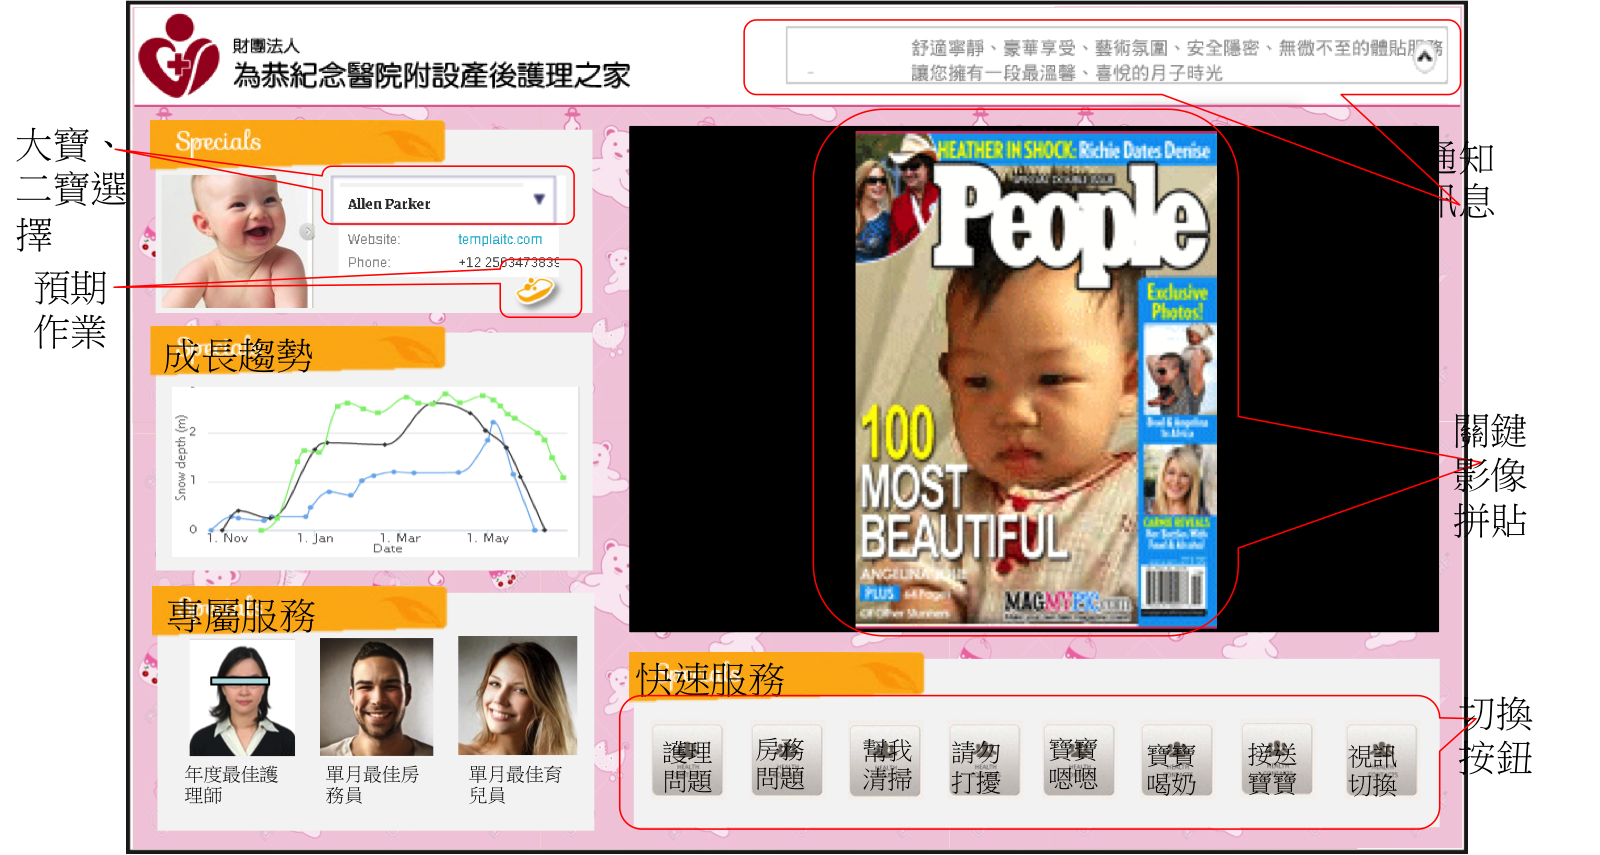 財團法人
為恭紀念醫院附設產後護理之家
舒適寧靜、豪華享受、藝術氛圍、安全隱密、無微不至的體貼服務
讓您擁有一段最溫馨、喜悅的月子時光
通知
訊息
大寶、
二寶選
擇
預期
作業
Specials
Allen Parker
Website: templaitc.com
Phone: +12 2563473839
成長趨勢
Snow depth (m)
2
1
0
1. Nov 1. Jan 1. Mar 1. May
Date
專屬服務
年度最佳護
理師
單月最佳房
務員
單月最佳育
兒員
HEATHER IN SHOCK: Richie Dates Denise
People
Exclusive
Photos!
100
MOST
BEAUTIFUL
ANGELINA JOLIE
PLUS 64 Pages
Of Other Stunners
MAGMYPIC.com
關鍵
影像
拼貼
快速服務
護理
問題
房務
問題
幫我
清掃
請勿
打擾
寶寶
嗯嗯
寶寶
喝奶
接送
寶寶
視訊
切換
切換
按鈕